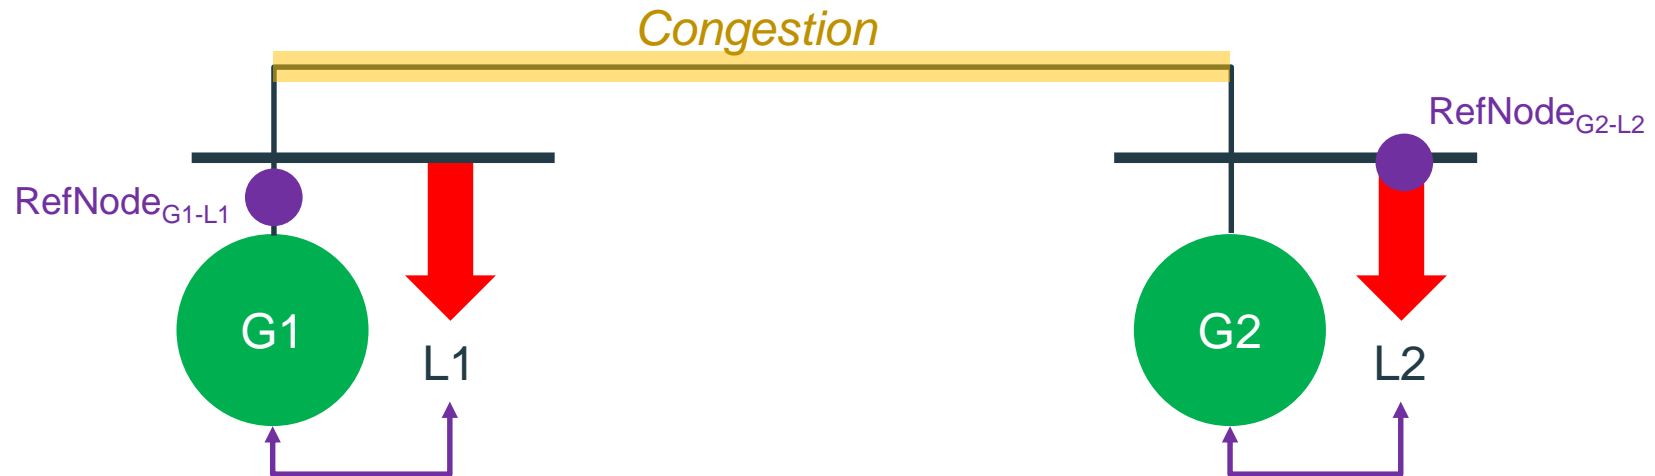 Congestion
RefNodeG2-L2
RefNodeG1-L1
G1
L1
G2
L2